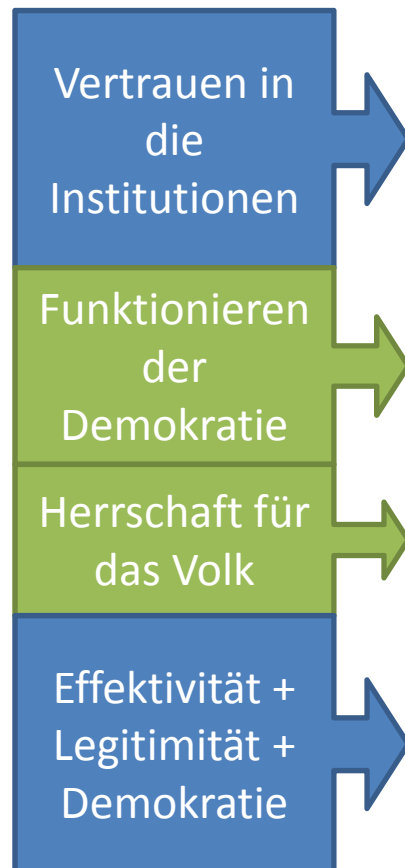 Vertrauen in
die
Institutionen
Funktionieren
der
Demokratie
Herrschaft für
das Volk
Effektivität +
Legitimität +
Demokratie